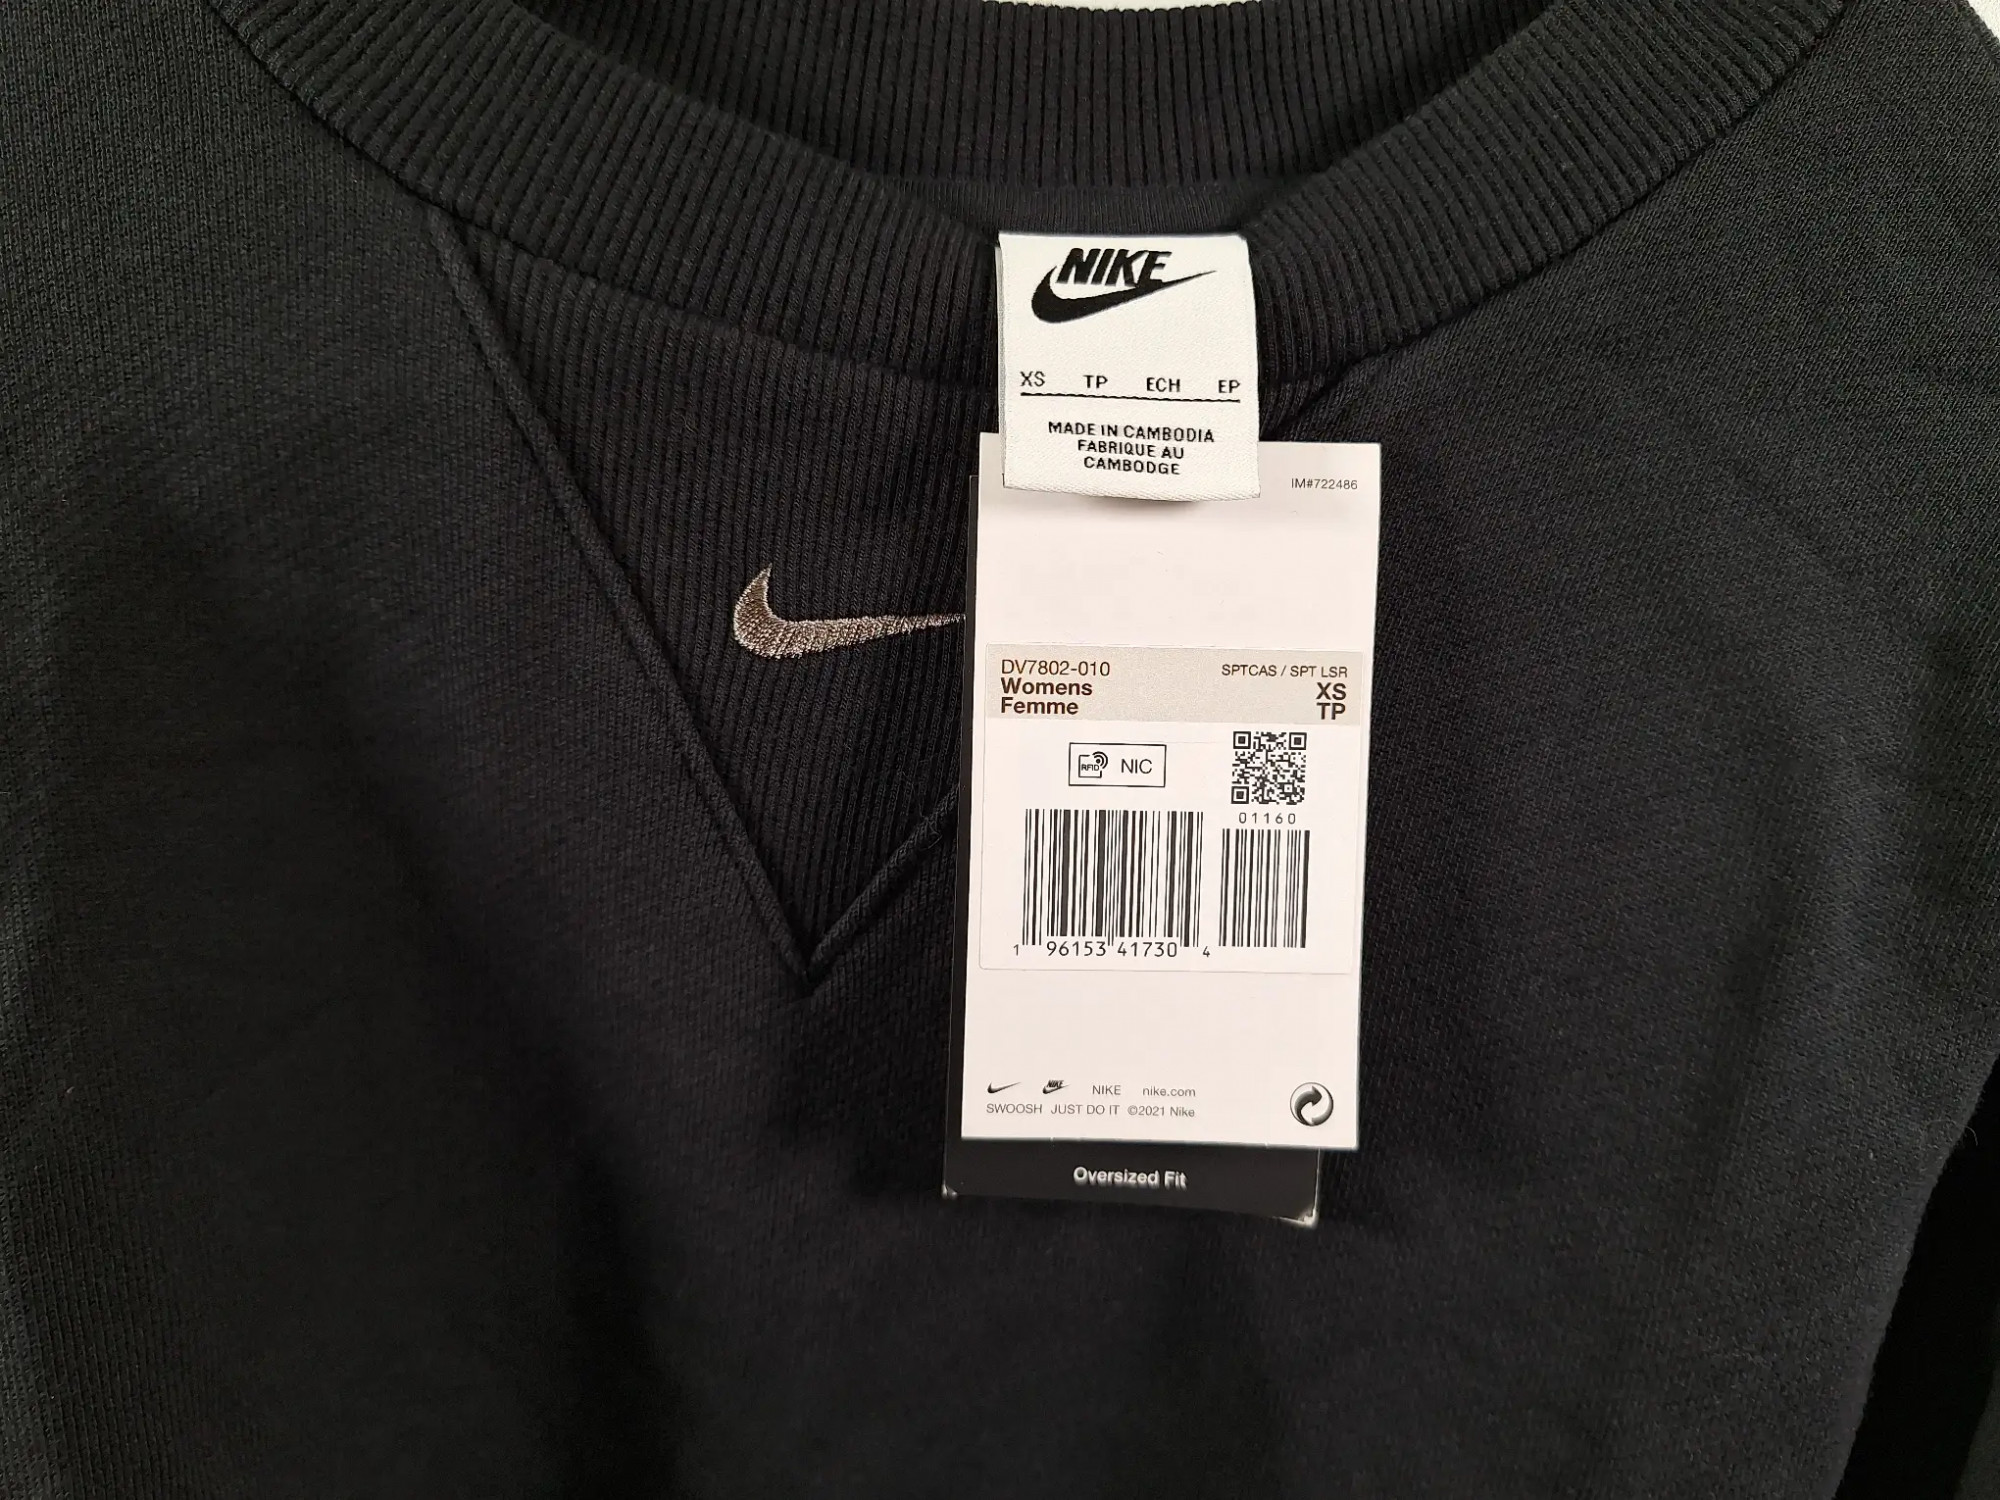 NIKE
XS TP ECH EP
MADE IN CAMBODIA
FABRIQUE AU
CAMBODGE
IM#722486
DV7802-010 SPTCAS / SPT LSR
Womens XS
Femme TP
RFID NIC
01160
1 96153 41730 4
NIKE NIKE nike.com
SWOOSH JUST DO IT ©2021 Nike
Oversized Fit